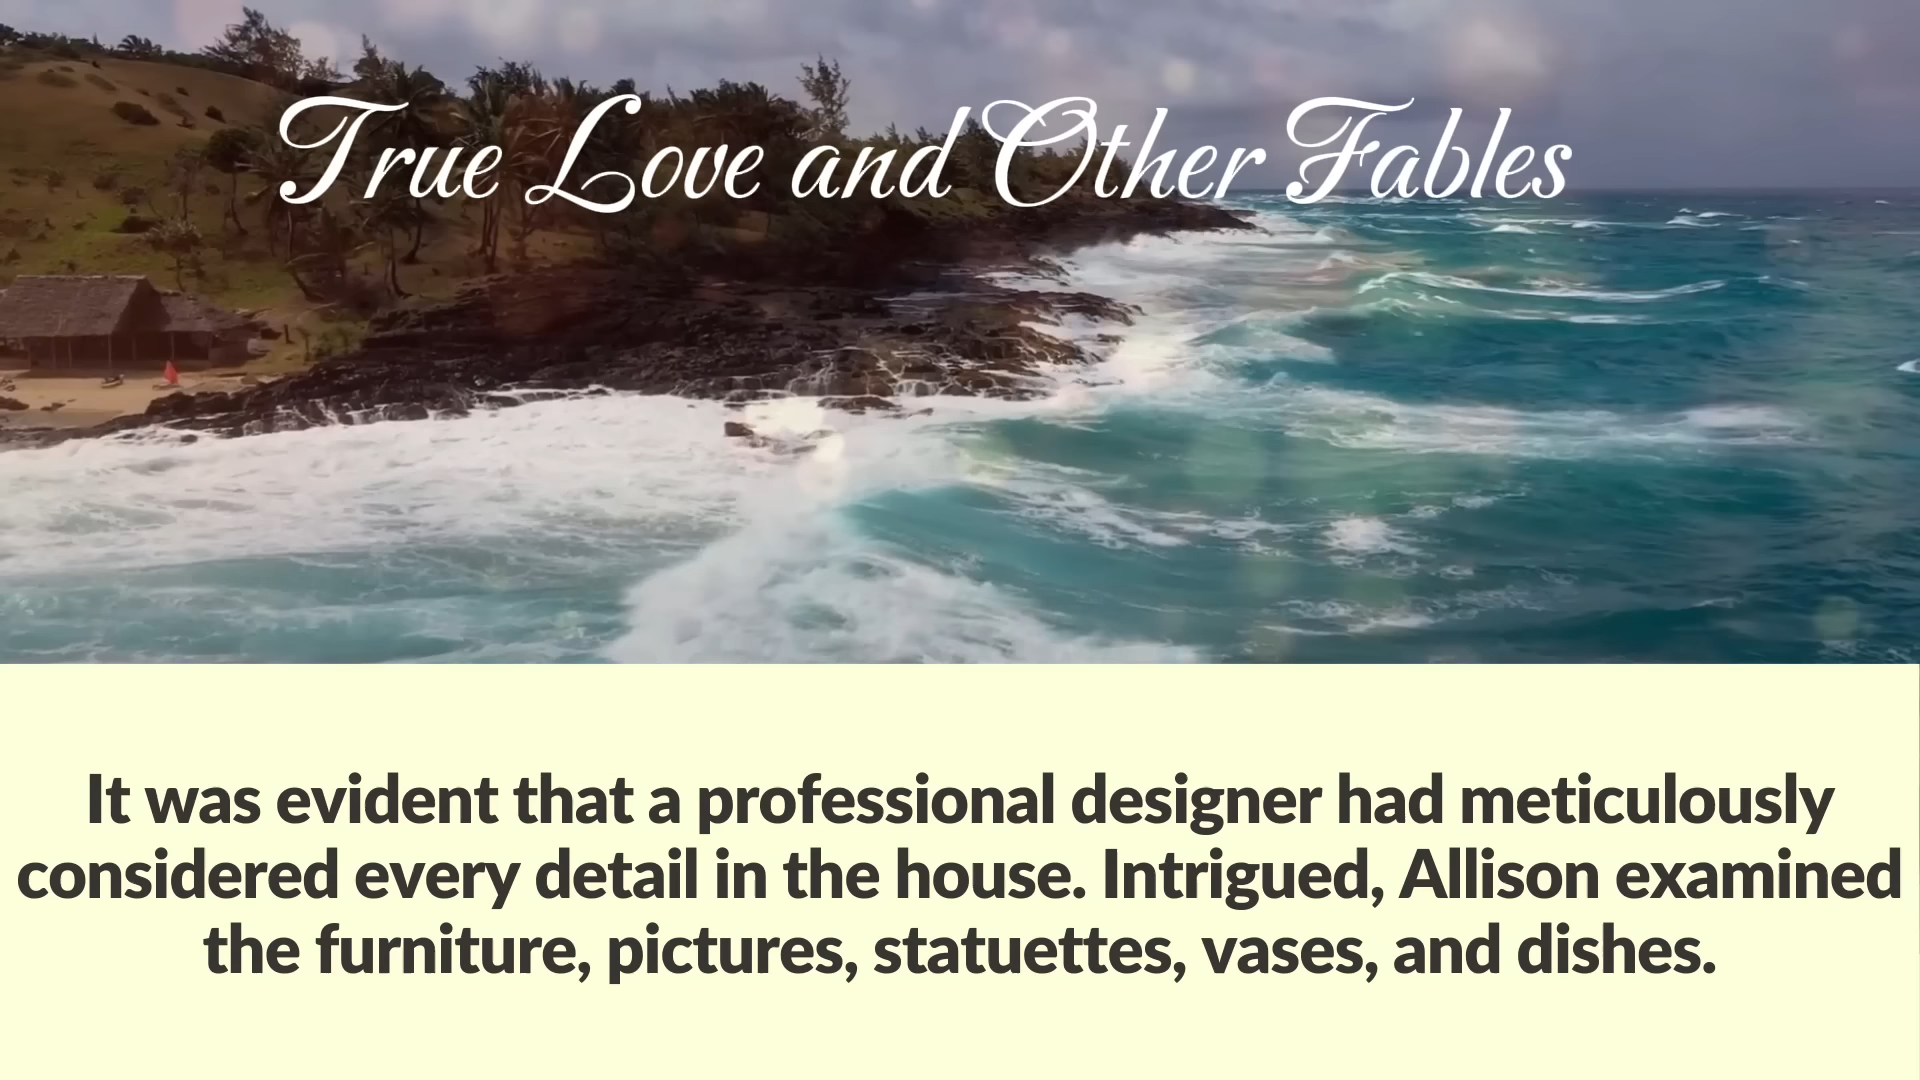 True Love and Other Fables
It was evident that a professional designer had meticulously
considered every detail in the house. Intrigued, Allison examined
the furniture, pictures, statuettes, vases, and dishes.